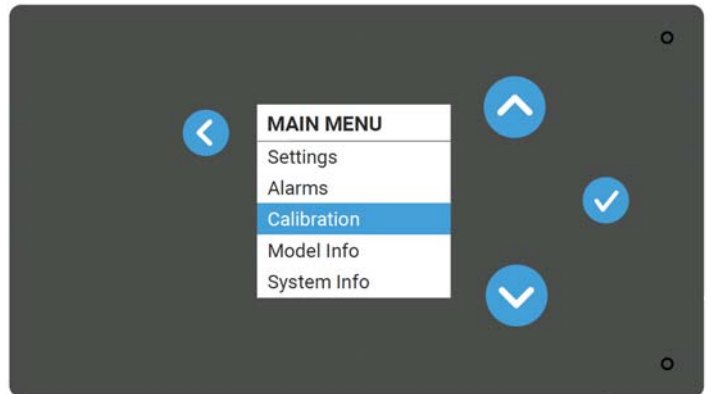 MAIN MENU
Settings
Alarms
Calibration
Model Info
System Info